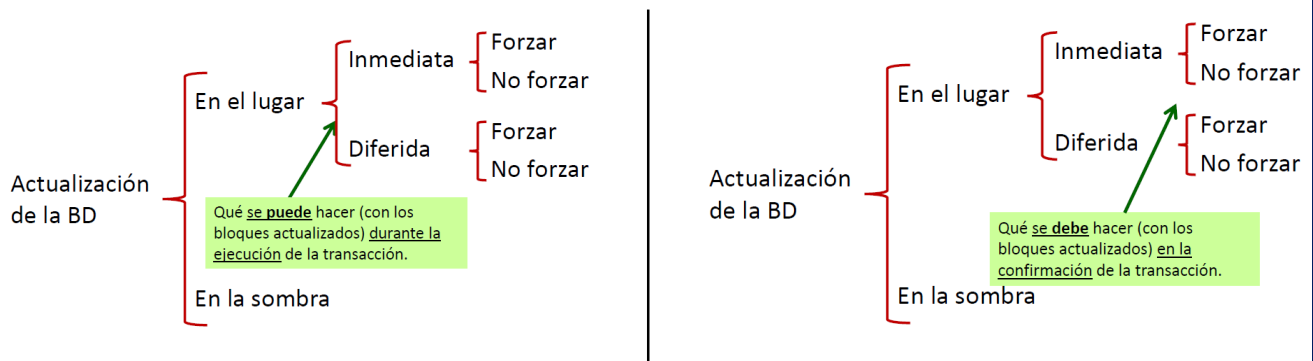 Forzar
Inmediata
No forzar
En el lugar
Forzar
Diferida
No forzar
Actualización
de la BD
Qué se puede hacer (con los
bloques actualizados) durante la
ejecución de la transacción.
En la sombra
Forzar
Inmediata
No forzar
En el lugar
Forzar
Diferida
No forzar
Actualización
de la BD
Qué se debe hacer (con los
bloques actualizados) en la
confirmación de la transacción.
En la sombra